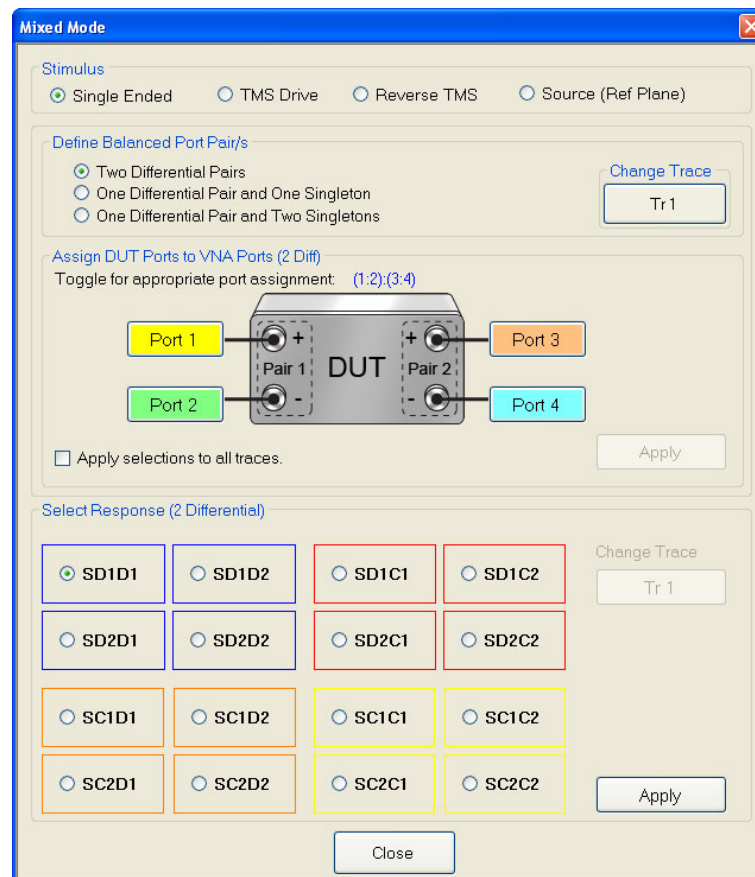 Mixed Mode
Stimulus
Single Ended TMS Drive Reverse TMS Source (Ref Plane)
Define Balanced Port Pair/s
Two Differential Pairs
One Differential Pair and One Singleton
One Differential Pair and Two Singletons
Change Trace
Tr 1
Assign DUT Ports to VNA Ports (2 Diff)
Toggle for appropriate port assignment: (1:2):(3:4)
Port 1 + + Port 3
Pair 1 DUT Pair 2
Port 2 - - Port 4
Apply selections to all traces.
Apply
Select Response (2 Differential)
Change Trace
Tr 1
SD1D1 SD1D2 SD1C1 SD1C2
SD2D1 SD2D2 SD2C1 SD2C2
SC1D1 SC1D2 SC1C1 SC1C2
SC2D1 SC2D2 SC2C1 SC2C2
Apply
Close